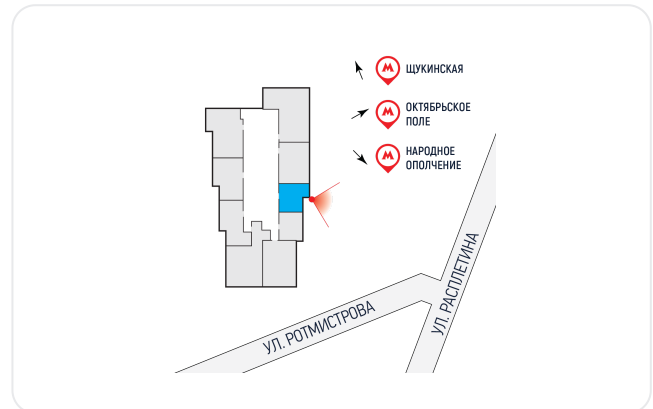 ЩУКИНСКАЯ
ОКТЯБРЬСКОЕ
ПОЛЕ
НАРОДНОЕ
ОПОЛЧЕНИЕ
УЛ. РАСПЛЕТИНА
УЛ. РОТМИСТРОВА